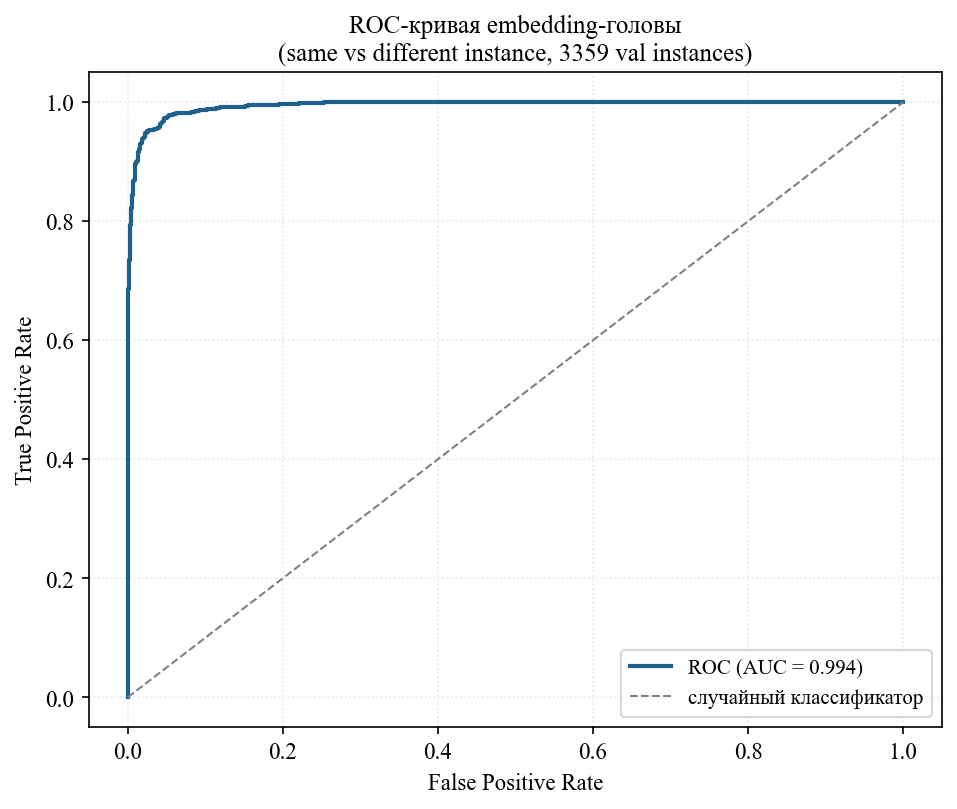 ROC-кривая embedding-головы
(same vs different instance, 3359 val instances)
True Positive Rate
1.0
0.8
0.6
0.4
0.2
0.0
0.0 0.2 0.4 0.6 0.8 1.0
False Positive Rate
ROC (AUC = 0.994)
случайный классификатор